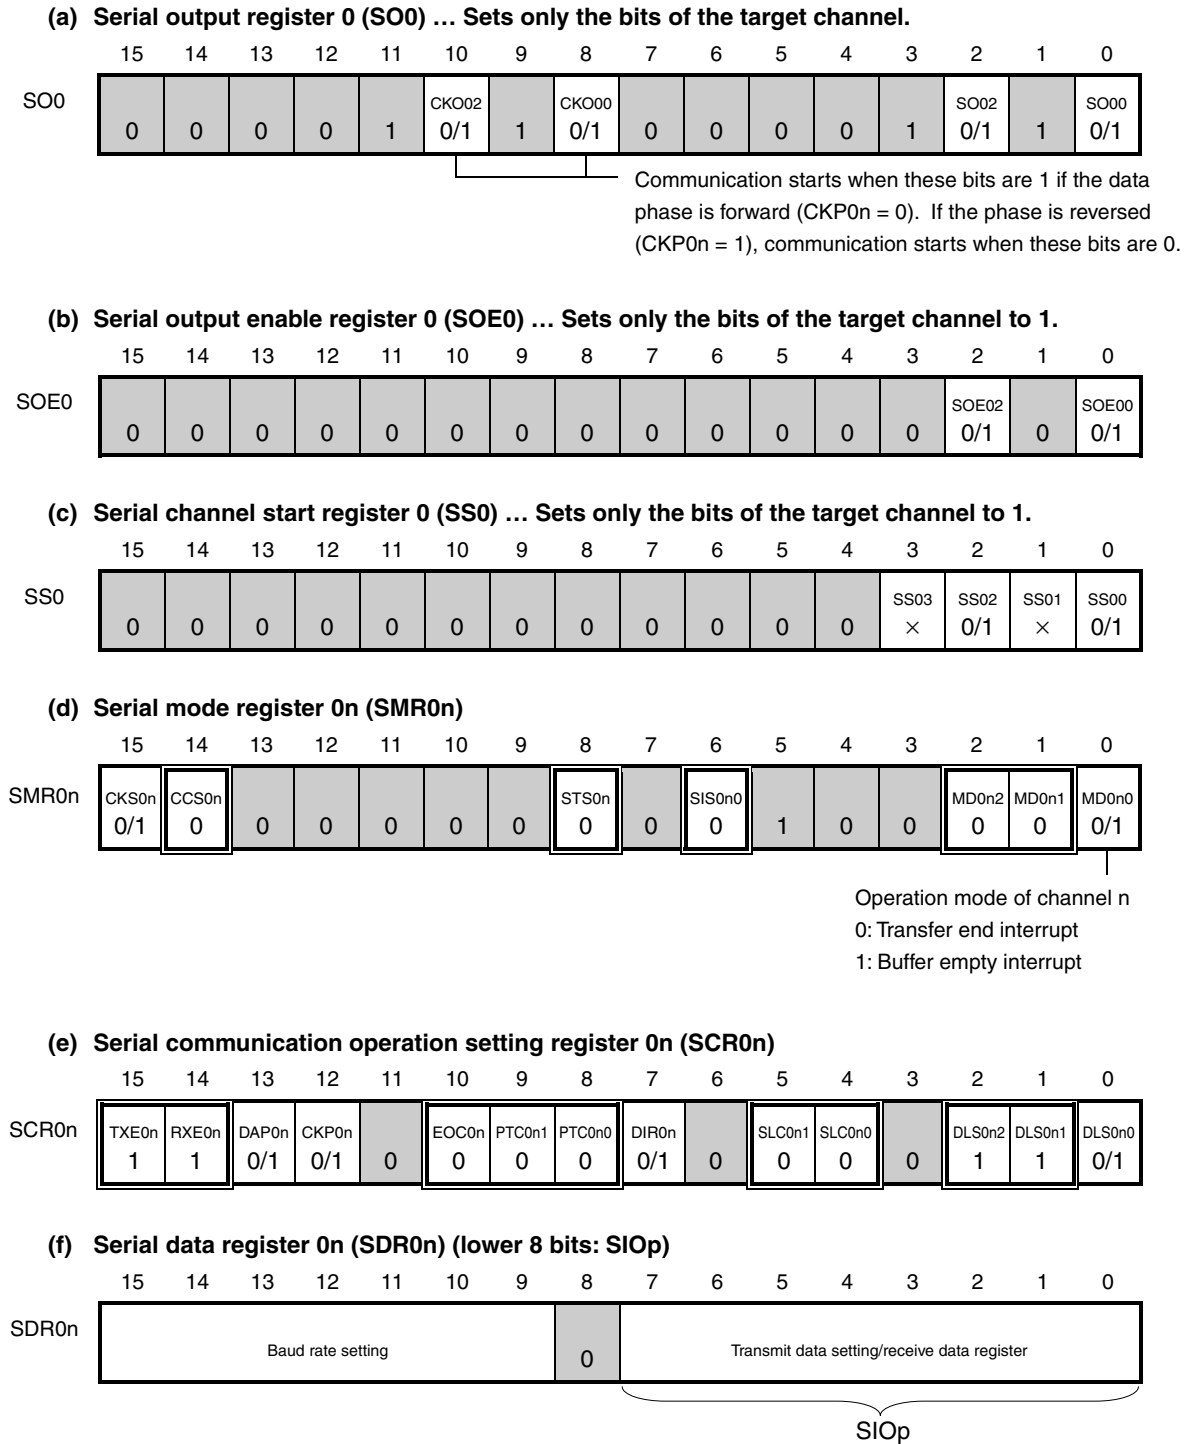 (a) Serial output register 0 (SO0) … Sets only the bits of the target channel.
15 14 13 12 11 10 9 8 7 6 5 4 3 2 1 0
SO0
CKO02 CKO00 SO02 SO00
0 0 0 0 1 0/1 1 0/1 0 0 0 0 1 0/1 1 0/1
Communication starts when these bits are 1 if the data
phase is forward (CKP0n = 0). If the phase is reversed
(CKP0n = 1), communication starts when these bits are 0.
(b) Serial output enable register 0 (SOE0) … Sets only the bits of the target channel to 1.
15 14 13 12 11 10 9 8 7 6 5 4 3 2 1 0
SOE0
SOE02 SOE00
0 0 0 0 0 0 0 0 0 0 0 0 0 0/1 0 0/1
(c) Serial channel start register 0 (SS0) … Sets only the bits of the target channel to 1.
15 14 13 12 11 10 9 8 7 6 5 4 3 2 1 0
SS0
SS03 SS02 SS01 SS00
0 0 0 0 0 0 0 0 0 0 0 0 × 0/1 × 0/1
(d) Serial mode register 0n (SMR0n)
15 14 13 12 11 10 9 8 7 6 5 4 3 2 1 0
SMR0n
CKS0n CCS0n STS0n SIS0n0 MD0n2 MD0n1 MD0n0
0/1 0 0 0 0 0 0 0 0 0 1 0 0 0 0 0/1
Operation mode of channel n
0: Transfer end interrupt
1: Buffer empty interrupt
(e) Serial communication operation setting register 0n (SCR0n)
15 14 13 12 11 10 9 8 7 6 5 4 3 2 1 0
SCR0n
TXE0n RXE0n DAP0n CKP0n EOC0n PTC0n1 PTC0n0 DIR0n SLC0n1 SLC0n0 DLS0n2 DLS0n1 DLS0n0
1 1 0/1 0/1 0 0 0 0 0/1 0 0 0 0 1 1 0/1
(f) Serial data register 0n (SDR0n) (lower 8 bits: SIOp)
15 14 13 12 11 10 9 8 7 6 5 4 3 2 1 0
SDR0n
Baud rate setting 0 Transmit data setting/receive data register
SIOp